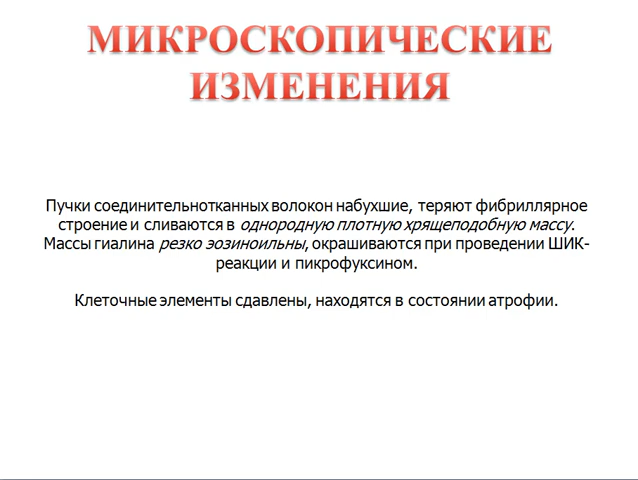 МИКРОСКОПИЧЕСКИЕ
ИЗМЕНЕНИЯ
Пучки соединительнотканных волокон набухшие, теряют фибриллярное
строение и сливаются в однородную плотную хрящеподобную массу.
Массы гиалина резко эозиноильны, окрашиваются при проведении ШИК-
реакции и пикрофуксином.
Клеточные элементы сдавлены, находятся в состоянии атрофии.